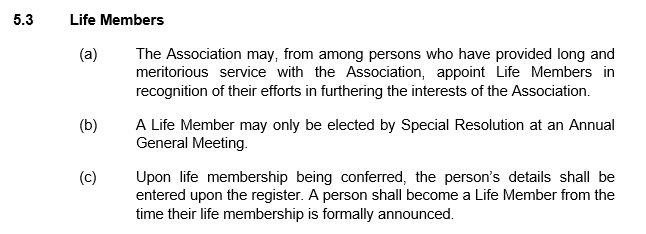 5.3 Life Members
(a) The Association may, from among persons who have provided long and
meritorious service with the Association, appoint Life Members in
recognition of their efforts in furthering the interests of the Association.
(b) A Life Member may only be elected by Special Resolution at an Annual
General Meeting.
(c) Upon life membership being conferred, the person's details shall be
entered upon the register. A person shall become a Life Member from the
time their life membership is formally announced.